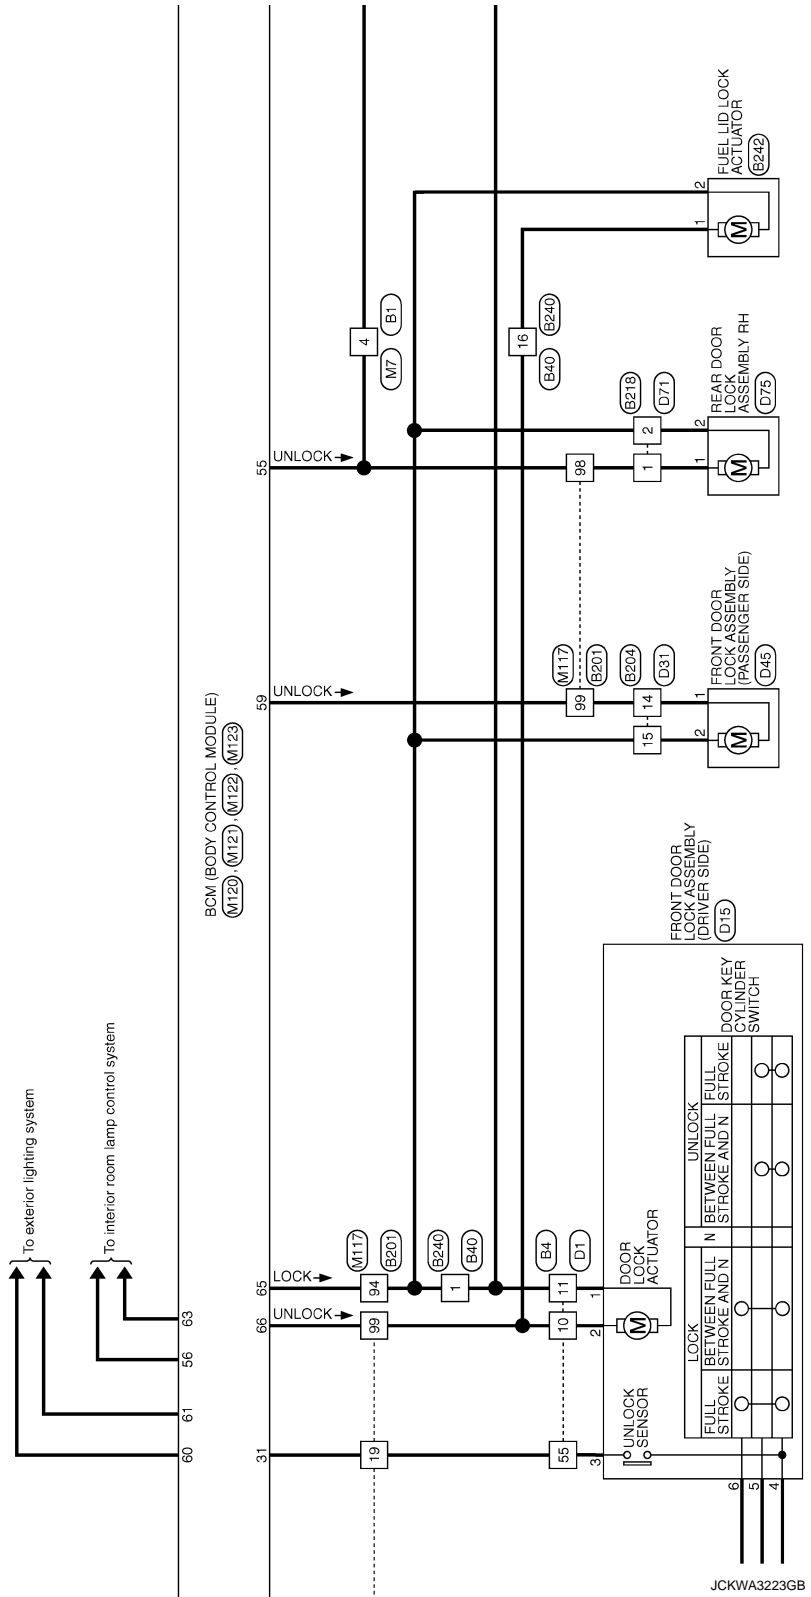 To exterior lighting system
To interior room lamp control system
60
61
56
63
BCM (BODY CONTROL MODULE)
M120 , M121 , M122 , M123
31
66
65
59
55
UNLOCK
LOCK
UNLOCK
UNLOCK
19
99
94
M117
B201
1
B240
B40
4
M7
B1
16
B40
B240
55
10
11
B4
D1
99
98
M117
B201
15
14
B204
D31
1
2
B218
D71
3
2
1
UNLOCK
SENSOR
M
DOOR
LOCK
ACTUATOR
FRONT DOOR
LOCK ASSEMBLY
(DRIVER SIDE)
D15
LOCK
N
UNLOCK
FULL
STROKE
BETWEEN FULL
STROKE AND N
BETWEEN FULL
STROKE AND N
FULL
STROKE
DOOR KEY
CYLINDER
SWITCH
6
5
4
2
1
M
FRONT DOOR
LOCK ASSEMBLY
(PASSENGER SIDE)
D45
1
2
M
REAR DOOR
LOCK
ASSEMBLY RH
D75
1
2
M
FUEL LID LOCK
ACTUATOR
B242
JCKWA3223GB